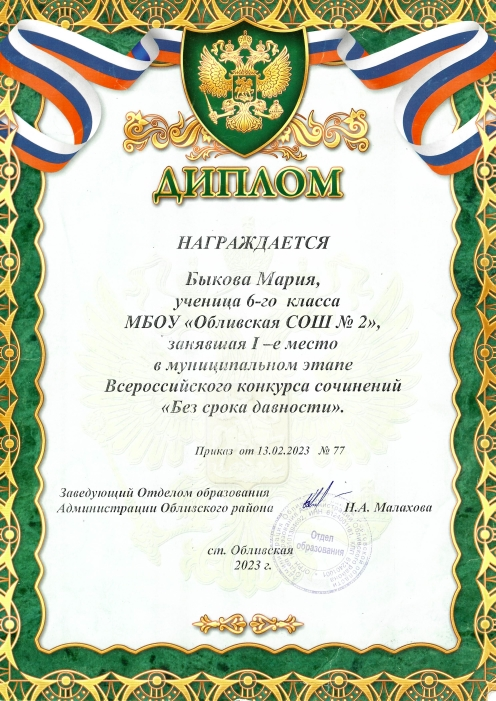 ДИПЛОМ
НАГРАЖДАЕТСЯ
Быкова Мария,
ученица 6-го класса
МБОУ «Обливская СОШ № 2»,
занявшая I –е место
в муниципальном этапе
Всероссийского конкурса сочинений
«Без срока давности».
Приказ от 13.02.2023 № 77
Заведующий Отделом образования
Администрации Обливского района Н.А. Малахова
Отдел
образования
ст. Обливская
2023 г.